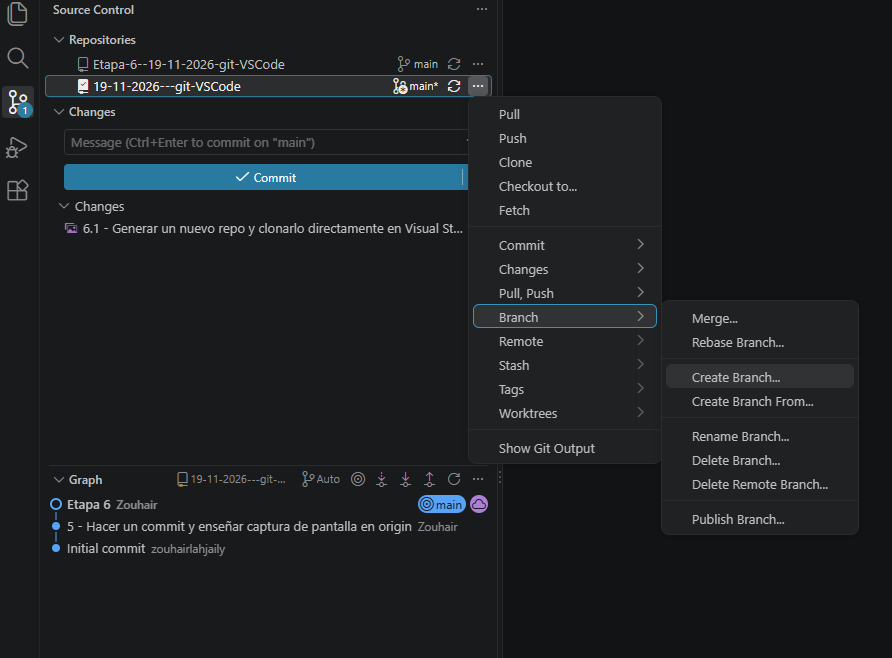 Source Control
Repositories
Etapa-6--19-11-2026-git-VSCode main
19-11-2026---git-VSCode main*
Changes
Message (Ctrl+Enter to commit on "main")
Commit
Changes
6.1 - Generar un nuevo repo y clonarlo directamente en Visual St...
1
Pull
Push
Clone
Checkout to...
Fetch
Commit
Changes
Pull, Push
Branch
Remote
Stash
Tags
Worktrees
Show Git Output
Merge...
Rebase Branch...
Create Branch...
Create Branch From...
Rename Branch...
Delete Branch...
Delete Remote Branch...
Publish Branch...
Graph 19-11-2026---git-... Auto
Etapa 6 Zouhair main
5 - Hacer un commit y enseñar captura de pantalla en origin Zouhair
Initial commit zouhairlahjaily